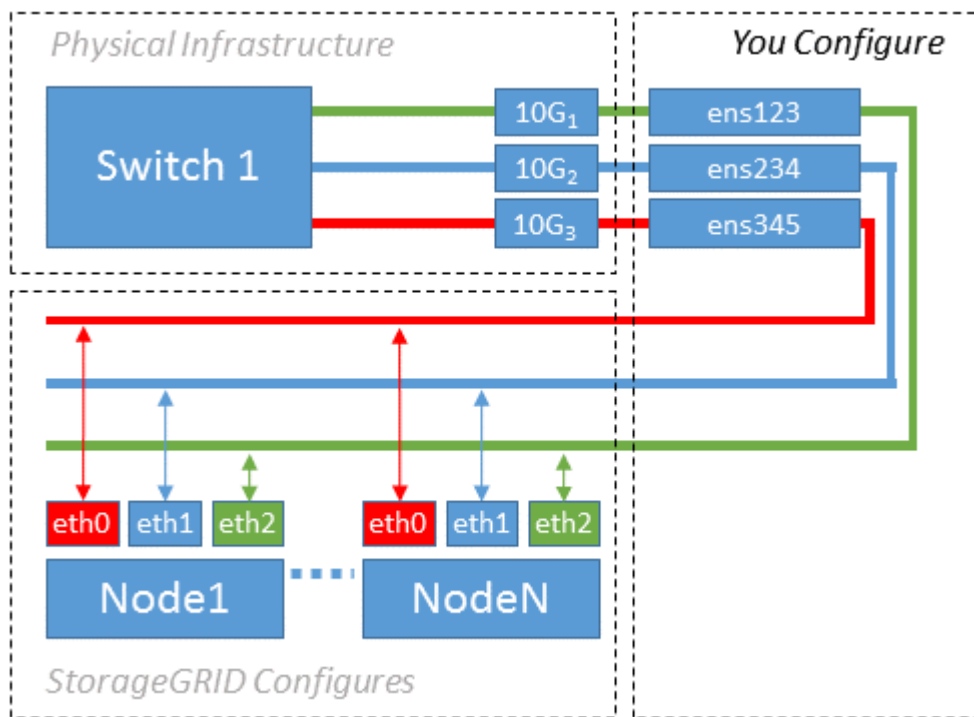 Physical Infrastructure
You Configure
Switch 1
10G₁
ens123
10G₂
ens234
10G₃
ens345
eth0 eth1 eth2
eth0 eth1 eth2
Node1
NodeN
StorageGRID Configures